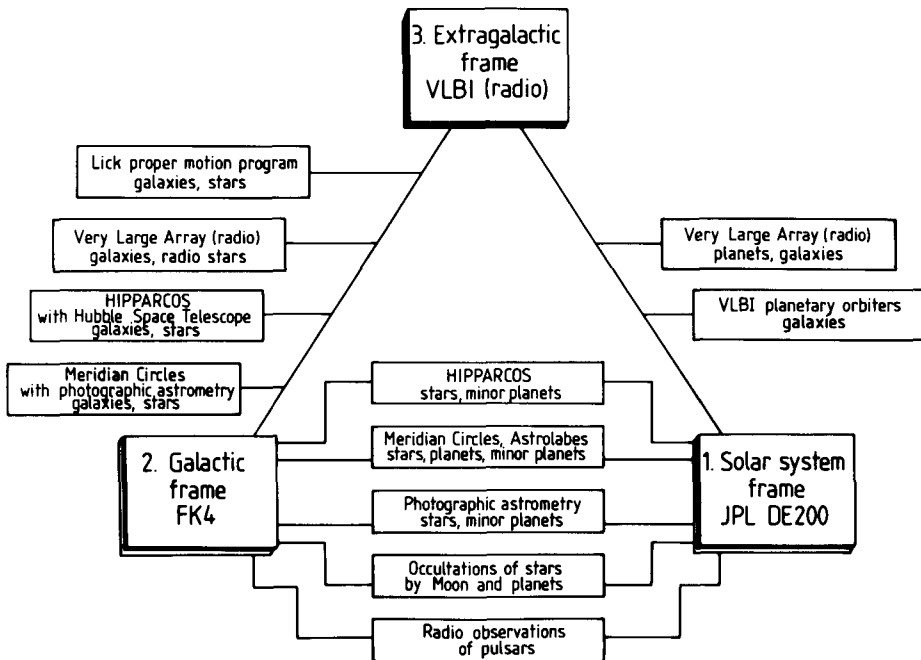 3. Extragalactic
frame
VLBI (radio)
Lick proper motion program
galaxies, stars
Very Large Array (radio)
galaxies, radio stars
HIPPARCOS
with Hubble Space Telescope
galaxies, stars
Meridian Circles
with photographic astrometry
galaxies, stars
Very Large Array (radio)
planets, galaxies
VLBI planetary orbiters
galaxies
HIPPARCOS
stars, minor planets
Meridian Circles, Astrolabes
stars, planets, minor planets
Photographic astrometry
stars, minor planets
Occultations of stars
by Moon and planets
Radio observations
of pulsars
2. Galactic
frame
FK4
1. Solar system
frame
JPL DE200